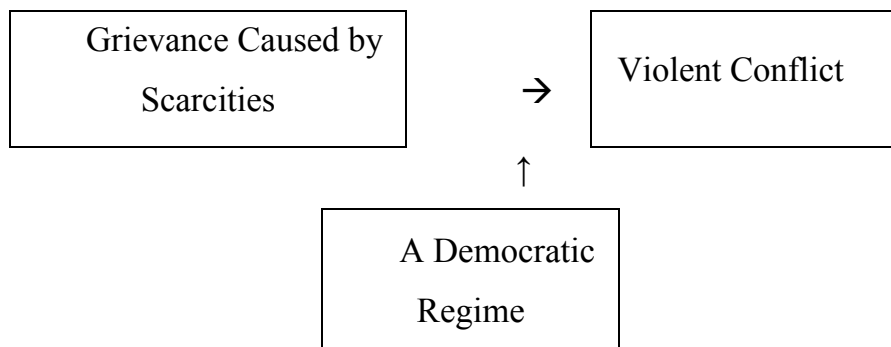 Grievance Caused by
Scarcities
→
Violent Conflict
↑
A Democratic
Regime